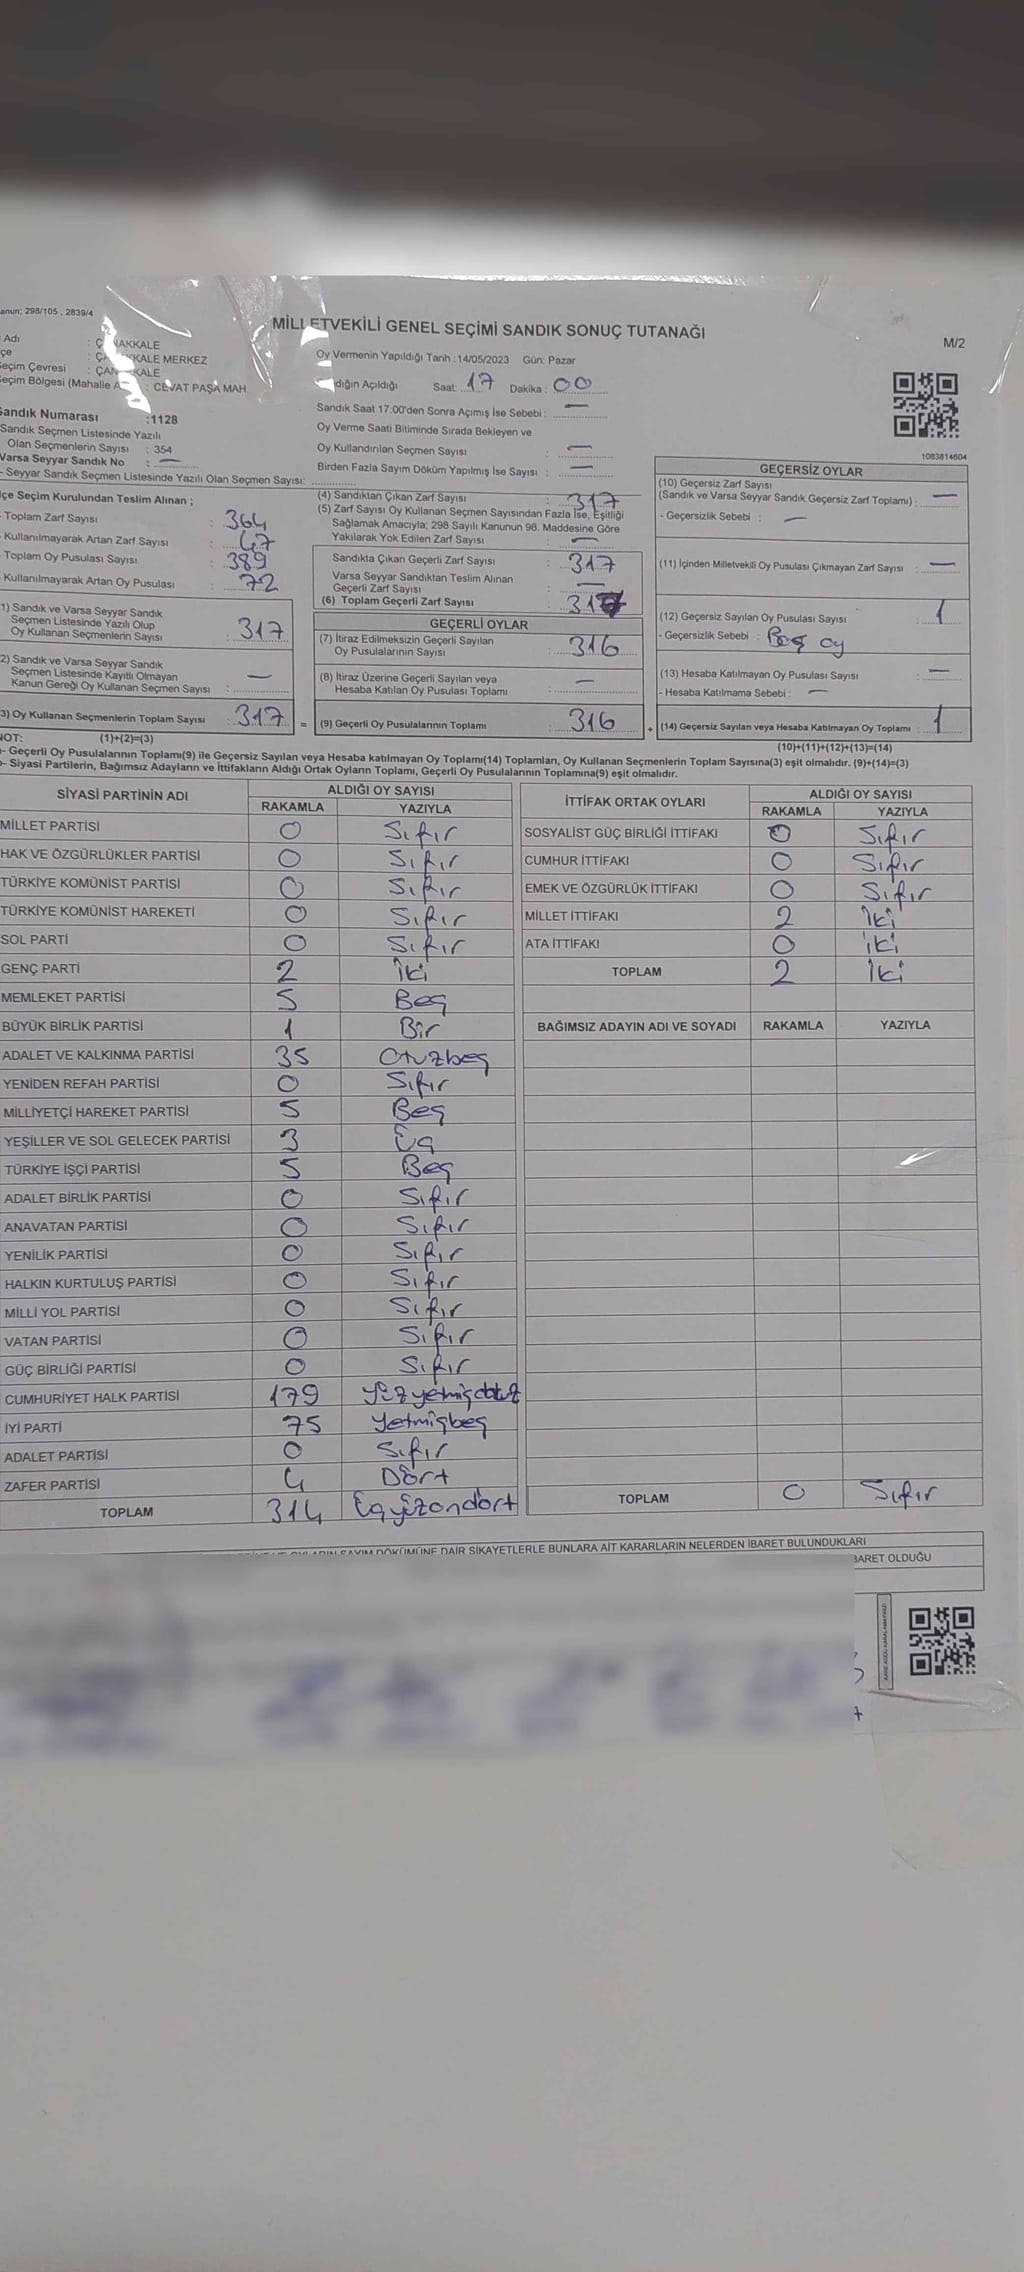 anun; 298/105 , 2839/4
MİLLETVEKİLİ GENEL SEÇİMİ SANDIK SONUÇ TUTANAĞI
M/2
Adı : Ç NAKKALE
çe : ÇA KKALE MERKEZ
eçim Çevresi : ÇAN KALE
eçim Bölgesi (Mahalle A : CEVAT PAŞA MAH.
Sandık Numarası :1128
Sandık Seçmen Listesinde Yazılı
Olan Seçmenlerin Sayısı : 354
Varsa Seyyar Sandık No : —
- Seyyar Sandık Seçmen Listesinde Yazılı Olan Seçmen Sayısı:
Oy Vermenin Yapıldığı Tarih :14/05/2023 Gün: Pazar
dığın Açıldığı Saat: 17 Dakika : 00
Sandık Saat 17:00'den Sonra Açımış İse Sebebi : —
Oy Verme Saati Bitiminde Sırada Bekleyen ve
Oy Kullandırılan Seçmen Sayısı : —
Birden Fazla Sayım Döküm Yapılmış İse Sayısı : —
1083814604
lçe Seçim Kurulundan Teslim Alınan ;
Toplam Zarf Sayısı : 364
Kullanılmayarak Artan Zarf Sayısı : 47
Toplam Oy Pusulası Sayısı : 389
Kullanılmayarak Artan Oy Pusulası : 72
1) Sandık ve Varsa Seyyar Sandık
Seçmen Listesinde Yazılı Olup
Oy Kullanan Seçmenlerin Sayısı : 317
2) Sandık ve Varsa Seyyar Sandık
Seçmen Listesinde Kayıtlı Olmayan
Kanun Gereği Oy Kullanan Seçmen Sayısı : —
3) Oy Kullanan Seçmenlerin Toplam Sayısı : 317
(4) Sandıktan Çıkan Zarf Sayısı : 317
(5) Zarf Sayısı Oy Kullanan Seçmen Sayısından Fazla İse, Eşitliği
Sağlamak Amacıyla; 298 Sayılı Kanunun 98. Maddesine Göre
Yakılarak Yok Edilen Zarf Sayısı : —
Sandıkta Çıkan Geçerli Zarf Sayısı : 317
Varsa Seyyar Sandıktan Teslim Alınan
Geçerli Zarf Sayısı : —
(6) Toplam Geçerli Zarf Sayısı : 317
GEÇERLİ OYLAR
(7) İtiraz Edilmeksizin Geçerli Sayılan
Oy Pusulalarının Sayısı : 316
(8) İtiraz Üzerine Geçerli Sayılan veya
Hesaba Katılan Oy Pusulası Toplamı : —
= (9) Geçerli Oy Pusulalarının Toplamı : 316
GEÇERSİZ OYLAR
(10) Geçersiz Zarf Sayısı
(Sandık ve Varsa Seyyar Sandık Geçersiz Zarf Toplamı) : —
- Geçersizlik Sebebi : —
(11) İçinden Milletvekili Oy Pusulası Çıkmayan Zarf Sayısı : —
(12) Geçersiz Sayılan Oy Pusulası Sayısı : 1
- Geçersizlik Sebebi : Boş oy
(13) Hesaba Katılmayan Oy Pusulası Sayısı : —
- Hesaba Katılmama Sebebi : —
+ (14) Geçersiz Sayılan veya Hesaba Katılmayan Oy Toplamı : 1
NOT: (1)+(2)=(3)
(10)+(11)+(12)+(13)=(14)
- Geçerli Oy Pusulalarının Toplamı(9) ile Geçersiz Sayılan veya Hesaba katılmayan Oy Toplamı(14) Toplamları, Oy Kullanan Seçmenlerin Toplam Sayısına(3) eşit olmalıdır. (9)+(14)=(3)
- Siyasi Partilerin, Bağımsız Adayların ve İttifakların Aldığı Ortak Oyların Toplamı, Geçerli Oy Pusulalarının Toplamına(9) eşit olmalıdır.
SİYASİ PARTİNİN ADI ALDIĞI OY SAYISI
RAKAMLA YAZIYLA
MİLLET PARTİSİ 0 Sıfır
HAK VE ÖZGÜRLÜKLER PARTİSİ 0 Sıfır
TÜRKİYE KOMÜNİST PARTİSİ 0 Sıfır
TÜRKİYE KOMÜNİST HAREKETİ 0 Sıfır
SOL PARTİ 0 Sıfır
GENÇ PARTİ 2 İki
MEMLEKET PARTİSİ 5 Beş
BÜYÜK BİRLİK PARTİSİ 1 Bir
ADALET VE KALKINMA PARTİSİ 35 Otuzbeş
YENİDEN REFAH PARTİSİ 0 Sıfır
MİLLİYETÇİ HAREKET PARTİSİ 5 Beş
YEŞİLLER VE SOL GELECEK PARTİSİ 3 Üç
TÜRKİYE İŞÇİ PARTİSİ 5 Beş
ADALET BİRLİK PARTİSİ 0 Sıfır
ANAVATAN PARTİSİ 0 Sıfır
YENİLİK PARTİSİ 0 Sıfır
HALKIN KURTULUŞ PARTİSİ 0 Sıfır
MİLLİ YOL PARTİSİ 0 Sıfır
VATAN PARTİSİ 0 Sıfır
GÜÇ BİRLİĞİ PARTİSİ 0 Sıfır
CUMHURİYET HALK PARTİSİ 179 Yüzyetmişdokuz
İYİ PARTİ 75 Yetmişbeş
ADALET PARTİSİ 0 Sıfır
ZAFER PARTİSİ 4 Dört
TOPLAM 314 Üçyüzondört
İTTİFAK ORTAK OYLARI ALDIĞI OY SAYISI
RAKAMLA YAZIYLA
SOSYALİST GÜÇ BİRLİĞİ İTTİFAKI 0 Sıfır
CUMHUR İTTİFAKI 0 Sıfır
EMEK VE ÖZGÜRLÜK İTTİFAKI 0 Sıfır
MİLLET İTTİFAKI 2 İki
ATA İTTİFAKI 0 İki
TOPLAM 2 İki
BAĞIMSIZ ADAYIN ADI VE SOYADI RAKAMLA YAZIYLA
TOPLAM 0 Sıfır
SAYIM DÖKÜMÜNE DAİR ŞİKAYETLERLE BUNLARA AİT KARARLARIN NELERDEN İBARET BULUNDUKLARI
BARET OLDUĞU